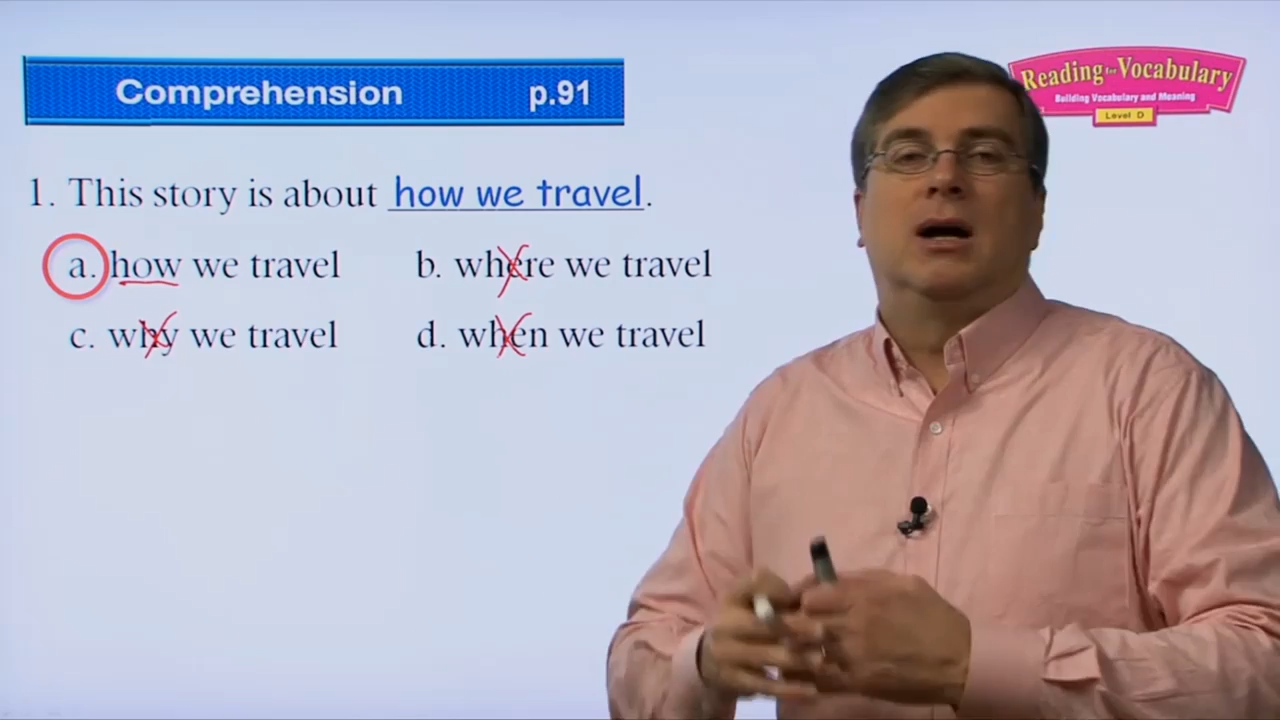 Comprehension p.91
Reading for Vocabulary
Building Vocabulary and Meaning
Level D
1. This story is about how we travel.
a. how we travel b. where we travel
c. why we travel d. when we travel